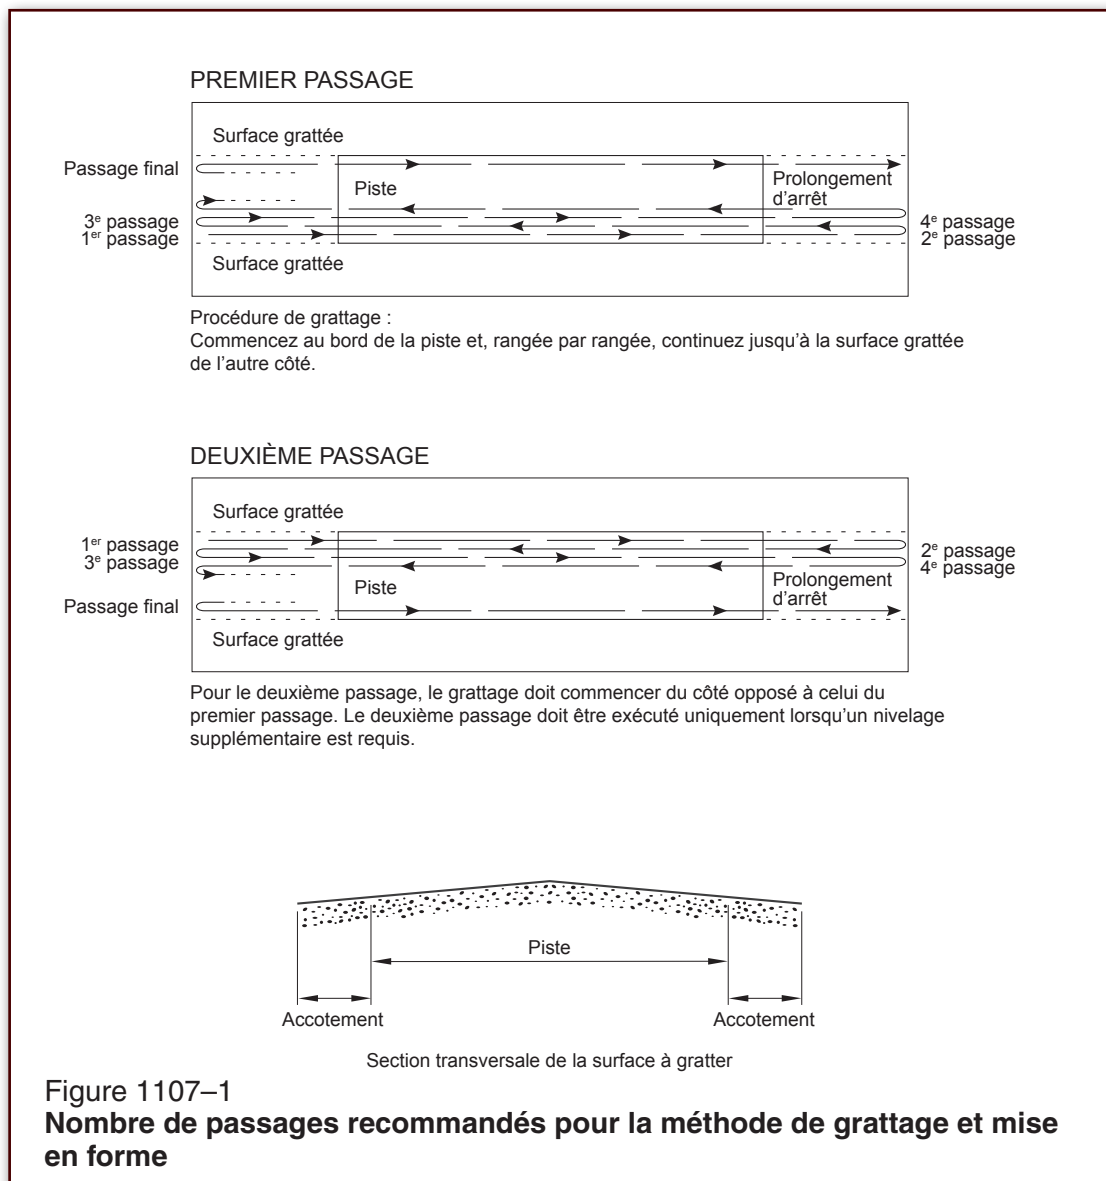 PREMIER PASSAGE
Surface grattée
Passage final
Piste
Prolongement
d’arrêt
3e passage
1er passage
4e passage
2e passage
Surface grattée
Procédure de grattage :
Commencez au bord de la piste et, rangée par rangée, continuez jusqu’à la surface grattée
de l’autre côté.
DEUXIÈME PASSAGE
Surface grattée
1er passage
3e passage
2e passage
4e passage
Piste
Prolongement
d’arrêt
Passage final
Surface grattée
Pour le deuxième passage, le grattage doit commencer du côté opposé à celui du
premier passage. Le deuxième passage doit être exécuté uniquement lorsqu’un nivelage
supplémentaire est requis.
Piste
Accotement
Accotement
Section transversale de la surface à gratter
Figure 1107–1
Nombre de passages recommandés pour la méthode de grattage et mise
en forme